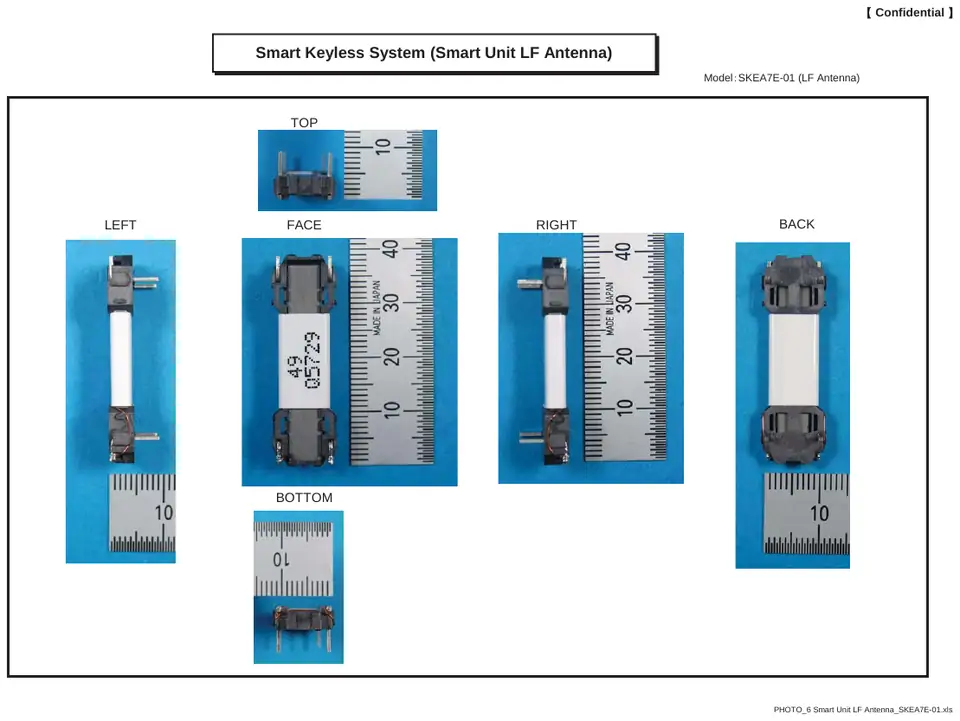 【 Confidential 】
Smart Keyless System (Smart Unit LF Antenna)
Model:SKEA7E-01 (LF Antenna)
TOP
10
LEFT
FACE
RIGHT
BACK
40
30
20
10
MADE IN JAPAN
49
Q5729
40
30
20
10
MADE IN JAPAN
10
10
BOTTOM
10
PHOTO_6 Smart Unit LF Antenna_SKEA7E-01.xls